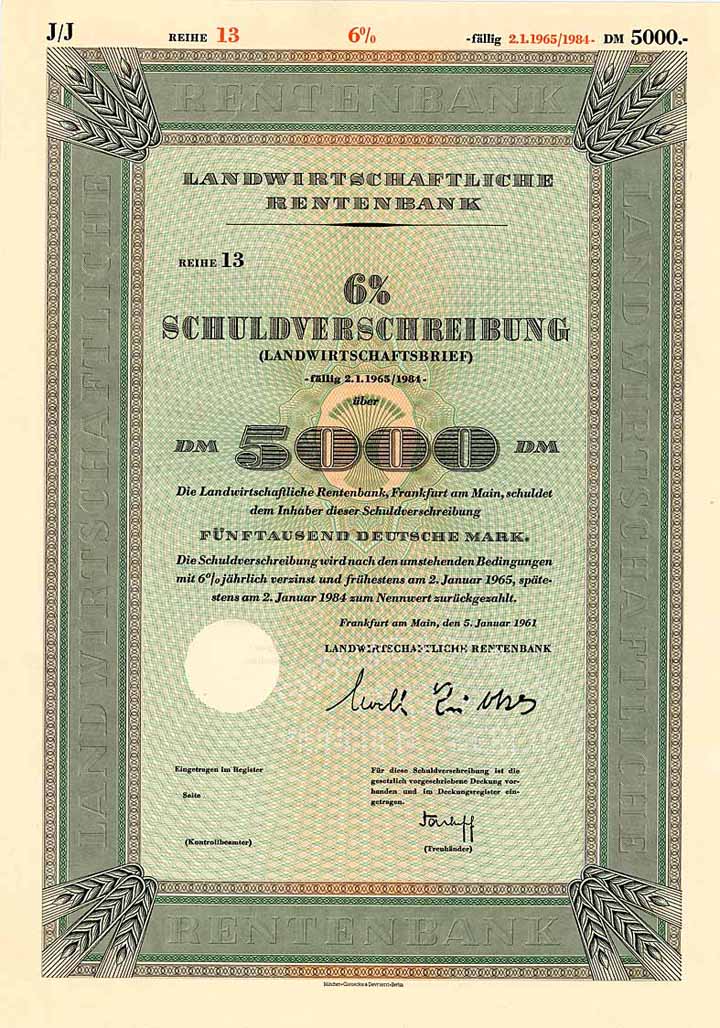 J/J REIHE 13 6% -fällig 2.1.1965/1984- DM 5000.-
RENTENBANK
LANDWIRTSCHAFTLICHE
LANDWIRTSCHAFTLICHE
LANDWIRTSCHAFTLICHE
RENTENBANK
REIHE 13
6%
SCHULDVERSCHREIBUNG
(LANDWIRTSCHAFTSBRIEF)
-fällig 2.1.1965/1984-
über
DM 5000 DM
Die Landwirtschaftliche Rentenbank, Frankfurt am Main, schuldet
dem Inhaber dieser Schuldverschreibung
FÜNFTAUSEND DEUTSCHE MARK.
Die Schuldverschreibung wird nach den umstehenden Bedingungen
mit 6% jährlich verzinst und frühestens am 2. Januar 1965, späte-
stens am 2. Januar 1984 zum Nennwert zurückgezahlt.
Frankfurt am Main, den 5. Januar 1961
LANDWIRTSCHAFTLICHE RENTENBANK
Eingetragen im Register
Seite
(Kontrollbeamter)
Für diese Schuldverschreibung ist die
gesetzlich vorgeschriebene Deckung vor-
handen und im Deckungsregister ein-
getragen.
(Treuhänder)
RENTENBANK